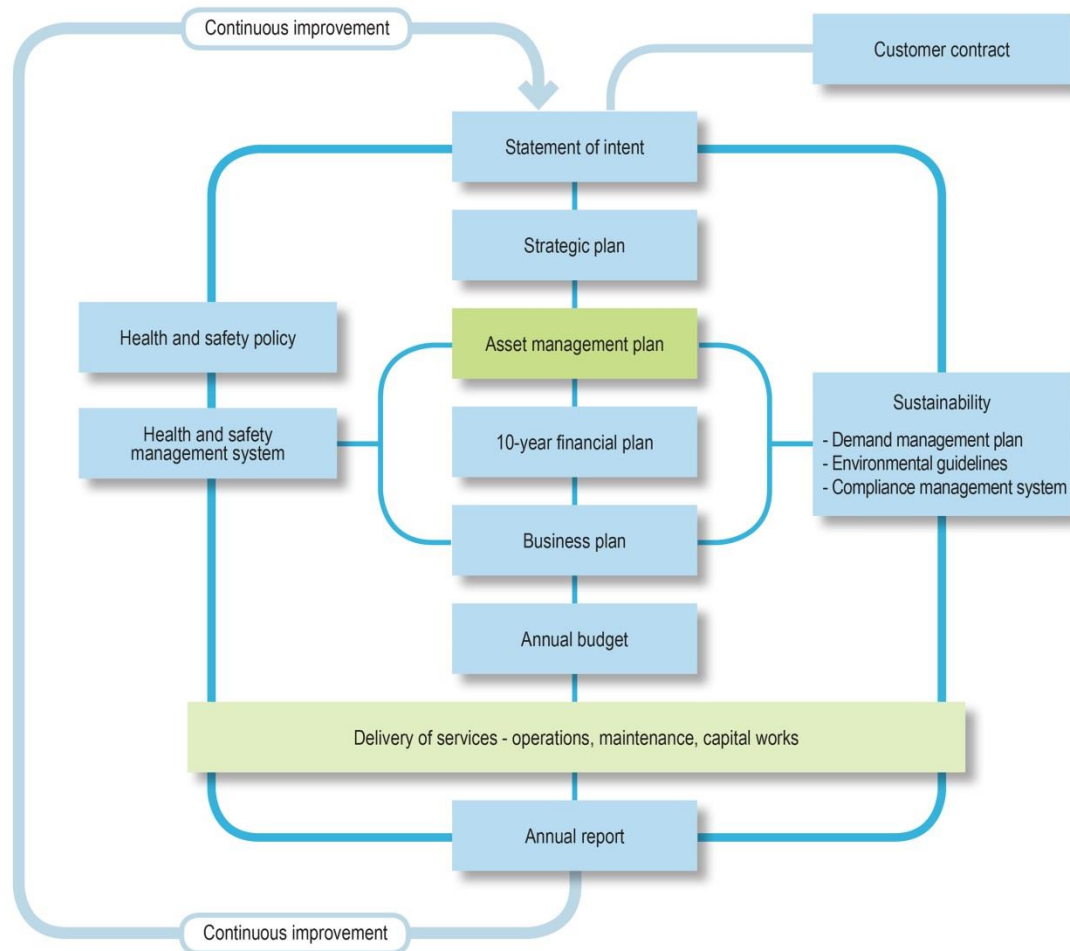 Continuous improvement
Customer contract
Statement of intent
Strategic plan
Health and safety policy
Asset management plan
Health and safety
management system
10-year financial plan
Sustainability
- Demand management plan
- Environmental guidelines
- Compliance management system
Business plan
Annual budget
Delivery of services - operations, maintenance, capital works
Annual report
Continuous improvement